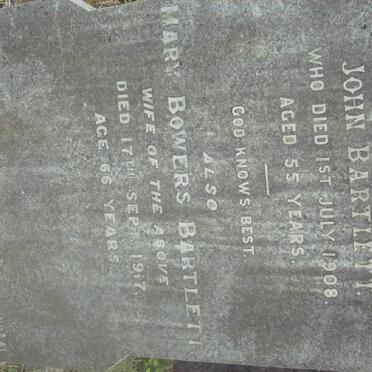 JOHN BARTLETT
WHO DIED 1ST JULY 1908
AGED 55 YEARS
GOD KNOWS BEST
ALSO
MARY BOWERS BARTLETT
WIFE OF THE ABOVE
DIED 17TH SEPT 1917.
AGE 66 YEARS.